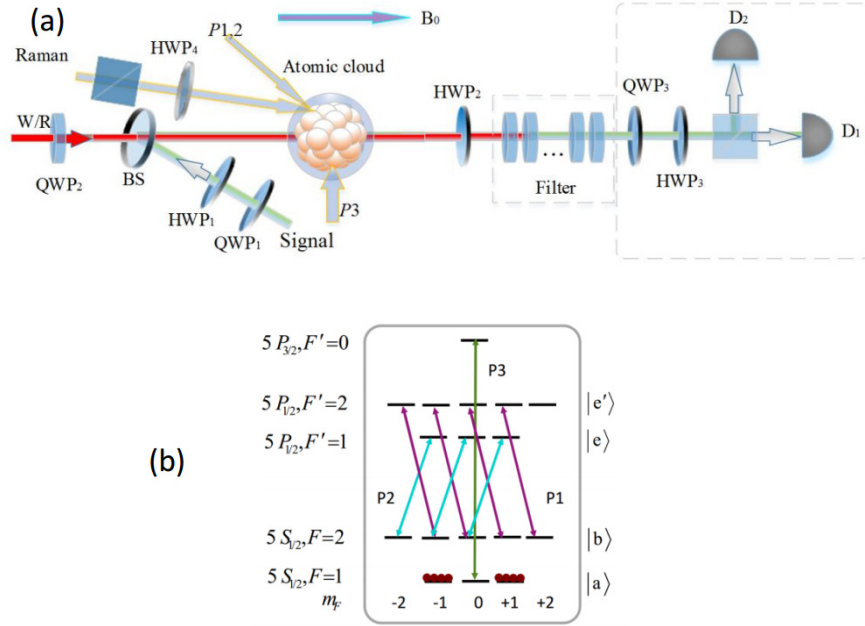 (a)
P1,2
B₀
D₂
Raman
HWP₄
Atomic cloud
HWP₂
QWP₃
W/R
D₁
QWP₂
BS
HWP₁
QWP₁
Signal
P3
...
Filter
HWP₃
(b)
5 P₃/₂, F′=0
P3
5 P₁/₂, F′=2
|e′⟩
5 P₁/₂, F′=1
|e⟩
P2
P1
5 S₁/₂, F=2
|b⟩
5 S₁/₂, F=1
|a⟩
m_F
-2 -1 0 +1 +2